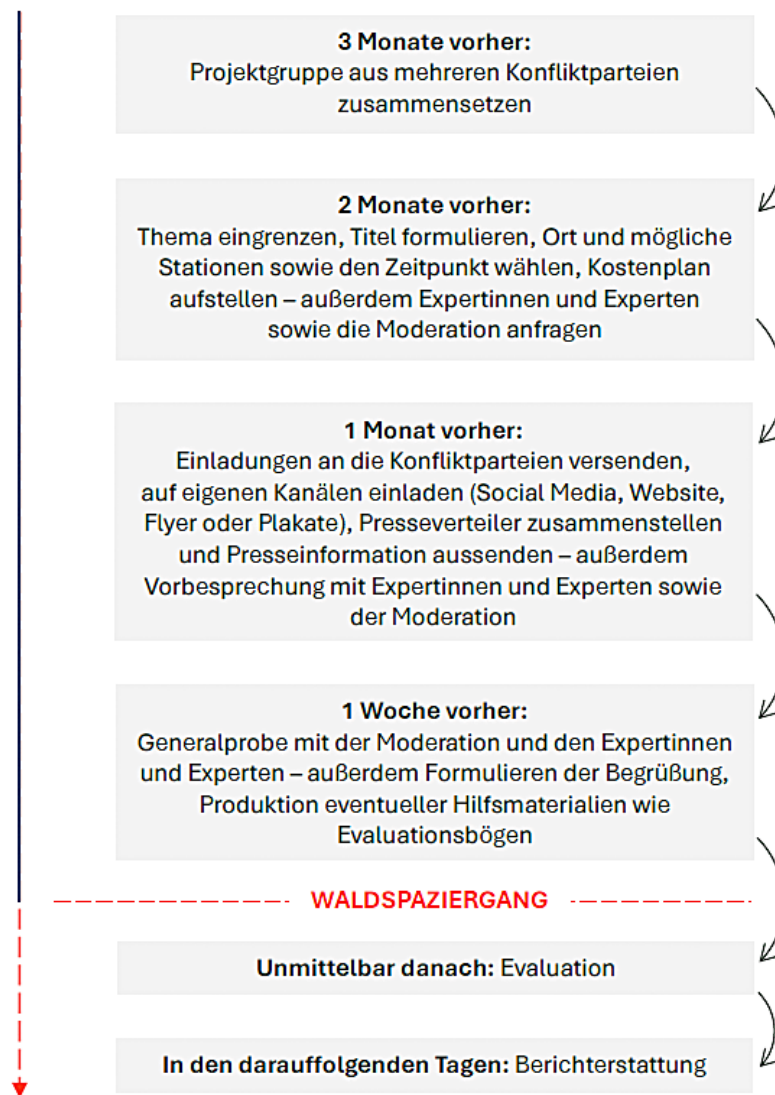 3 Monate vorher:
Projektgruppe aus mehreren Konfliktparteien
zusammensetzen
2 Monate vorher:
Thema eingrenzen, Titel formulieren, Ort und mögliche
Stationen sowie den Zeitpunkt wählen, Kostenplan
aufstellen – außerdem Expertinnen und Experten
sowie die Moderation anfragen
1 Monat vorher:
Einladungen an die Konfliktparteien versenden,
auf eigenen Kanälen einladen (Social Media, Website,
Flyer oder Plakate), Presseverteiler zusammenstellen
und Presseinformation aussenden – außerdem
Vorbesprechung mit Expertinnen und Experten sowie
der Moderation
1 Woche vorher:
Generalprobe mit der Moderation und den Expertinnen
und Experten – außerdem Formulieren der Begrüßung,
Produktion eventueller Hilfsmaterialien wie
Evaluationsbögen
WALDSPAZIERGANG
Unmittelbar danach: Evaluation
In den darauffolgenden Tagen: Berichterstattung